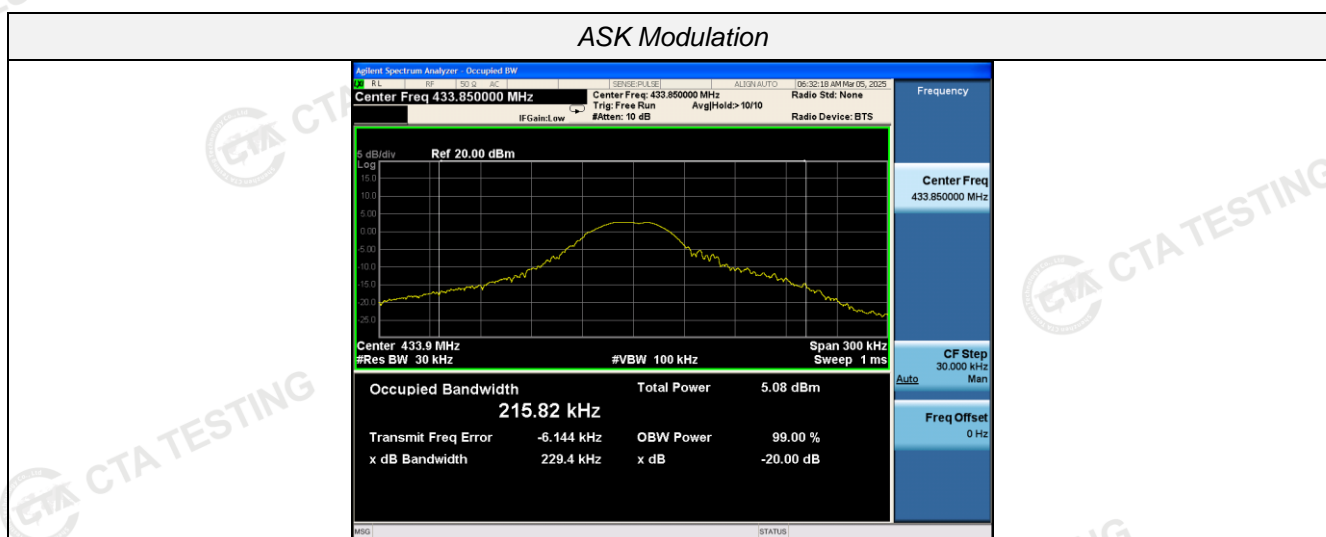 ASK Modulation
Agilent Spectrum Analyzer - Occupied BW
RL RF 50 Ω AC SENSE:PULSE ALIGNAUTO 06:32:18 AM Mar 05, 2025
Center Freq 433.850000 MHz
Center Freq: 433.850000 MHz Radio Std: None
Trig: Free Run Avg|Hold:> 10/10
IFGain:Low #Atten: 10 dB Radio Device: BTS
5 dB/div Ref 20.00 dBm
Log
15.0
10.0
5.00
0.00
-5.00
-10.0
-15.0
-20.0
-25.0
Center 433.9 MHz Span 300 kHz
#Res BW 30 kHz #VBW 100 kHz Sweep 1 ms
Occupied Bandwidth Total Power 5.08 dBm
215.82 kHz
Transmit Freq Error -6.144 kHz OBW Power 99.00 %
x dB Bandwidth 229.4 kHz x dB -20.00 dB
MSG STATUS
Frequency
Center Freq
433.850000 MHz
CF Step
30.000 kHz
Auto Man
Freq Offset
0 Hz
CTA TESTING
CTA TESTING